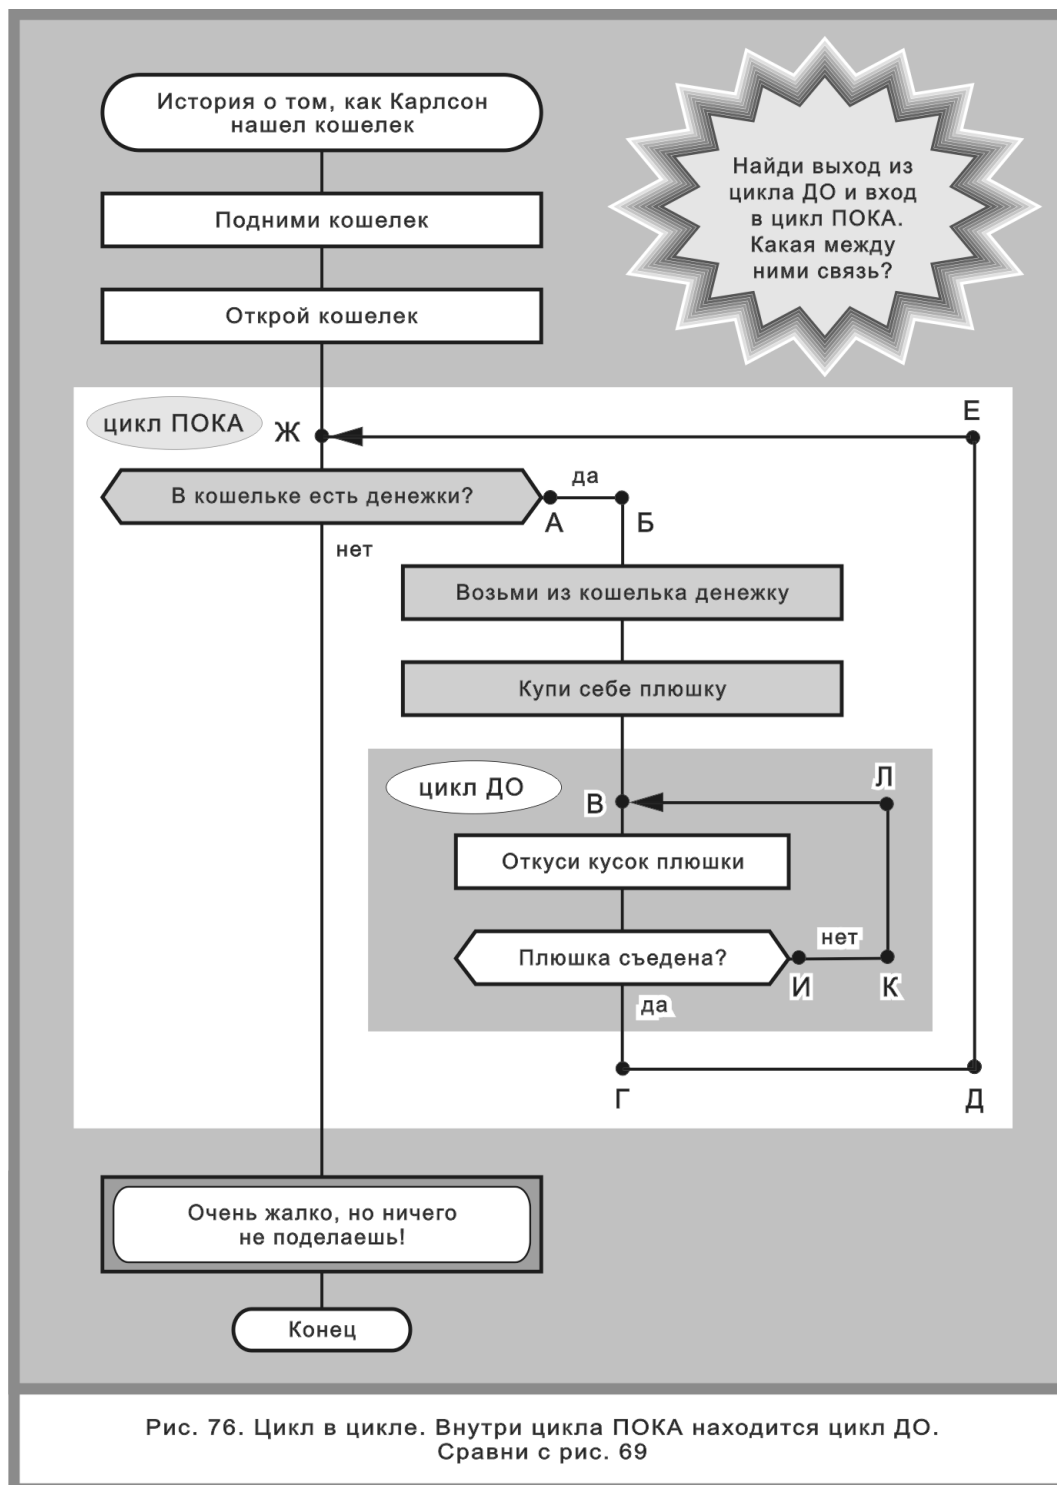 История о том, как Карлсон
нашел кошелек
Подними кошелек
Открой кошелек
Найди выход из
цикла ДО и вход
в цикл ПОКА.
Какая между
ними связь?
цикл ПОКА
Ж
Е
В кошельке есть денежки?
да
А
Б
нет
Возьми из кошелька денежку
Купи себе плюшку
цикл ДО
В
Л
Откуси кусок плюшки
Плюшка съедена?
нет
И
К
да
Г
Д
Очень жалко, но ничего
не поделаешь!
Конец
Рис. 76. Цикл в цикле. Внутри цикла ПОКА находится цикл ДО.
Сравни с рис. 69